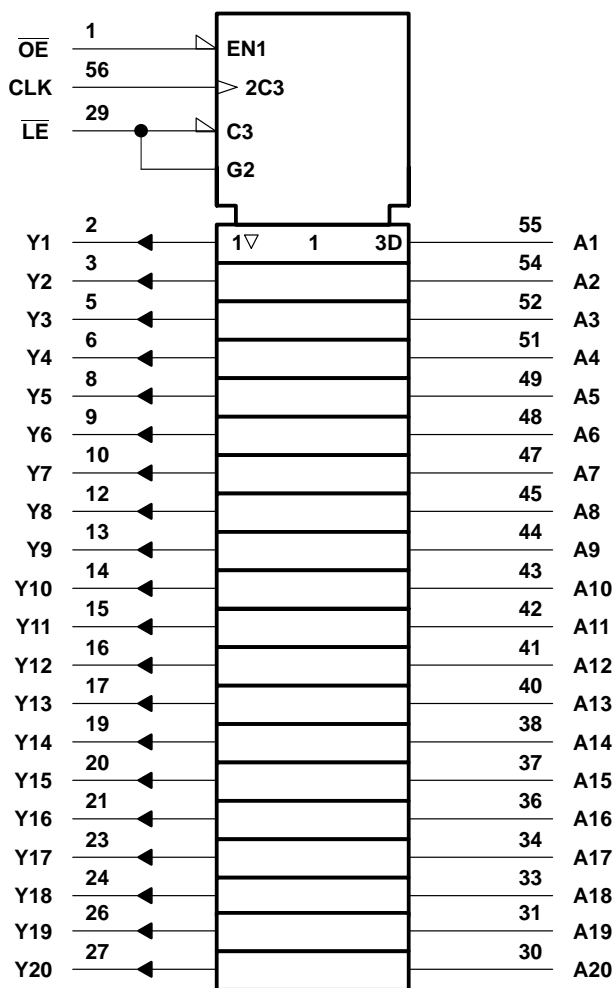 1
O̅E̅ EN1
56
CLK 2C3
29
L̅E̅ C3
G2
2 55
Y1 1▽ 1 3D A1
3 54
Y2 A2
5 52
Y3 A3
6 51
Y4 A4
8 49
Y5 A5
9 48
Y6 A6
10 47
Y7 A7
12 45
Y8 A8
13 44
Y9 A9
14 43
Y10 A10
15 42
Y11 A11
16 41
Y12 A12
17 40
Y13 A13
19 38
Y14 A14
20 37
Y15 A15
21 36
Y16 A16
23 34
Y17 A17
24 33
Y18 A18
26 31
Y19 A19
27 30
Y20 A20